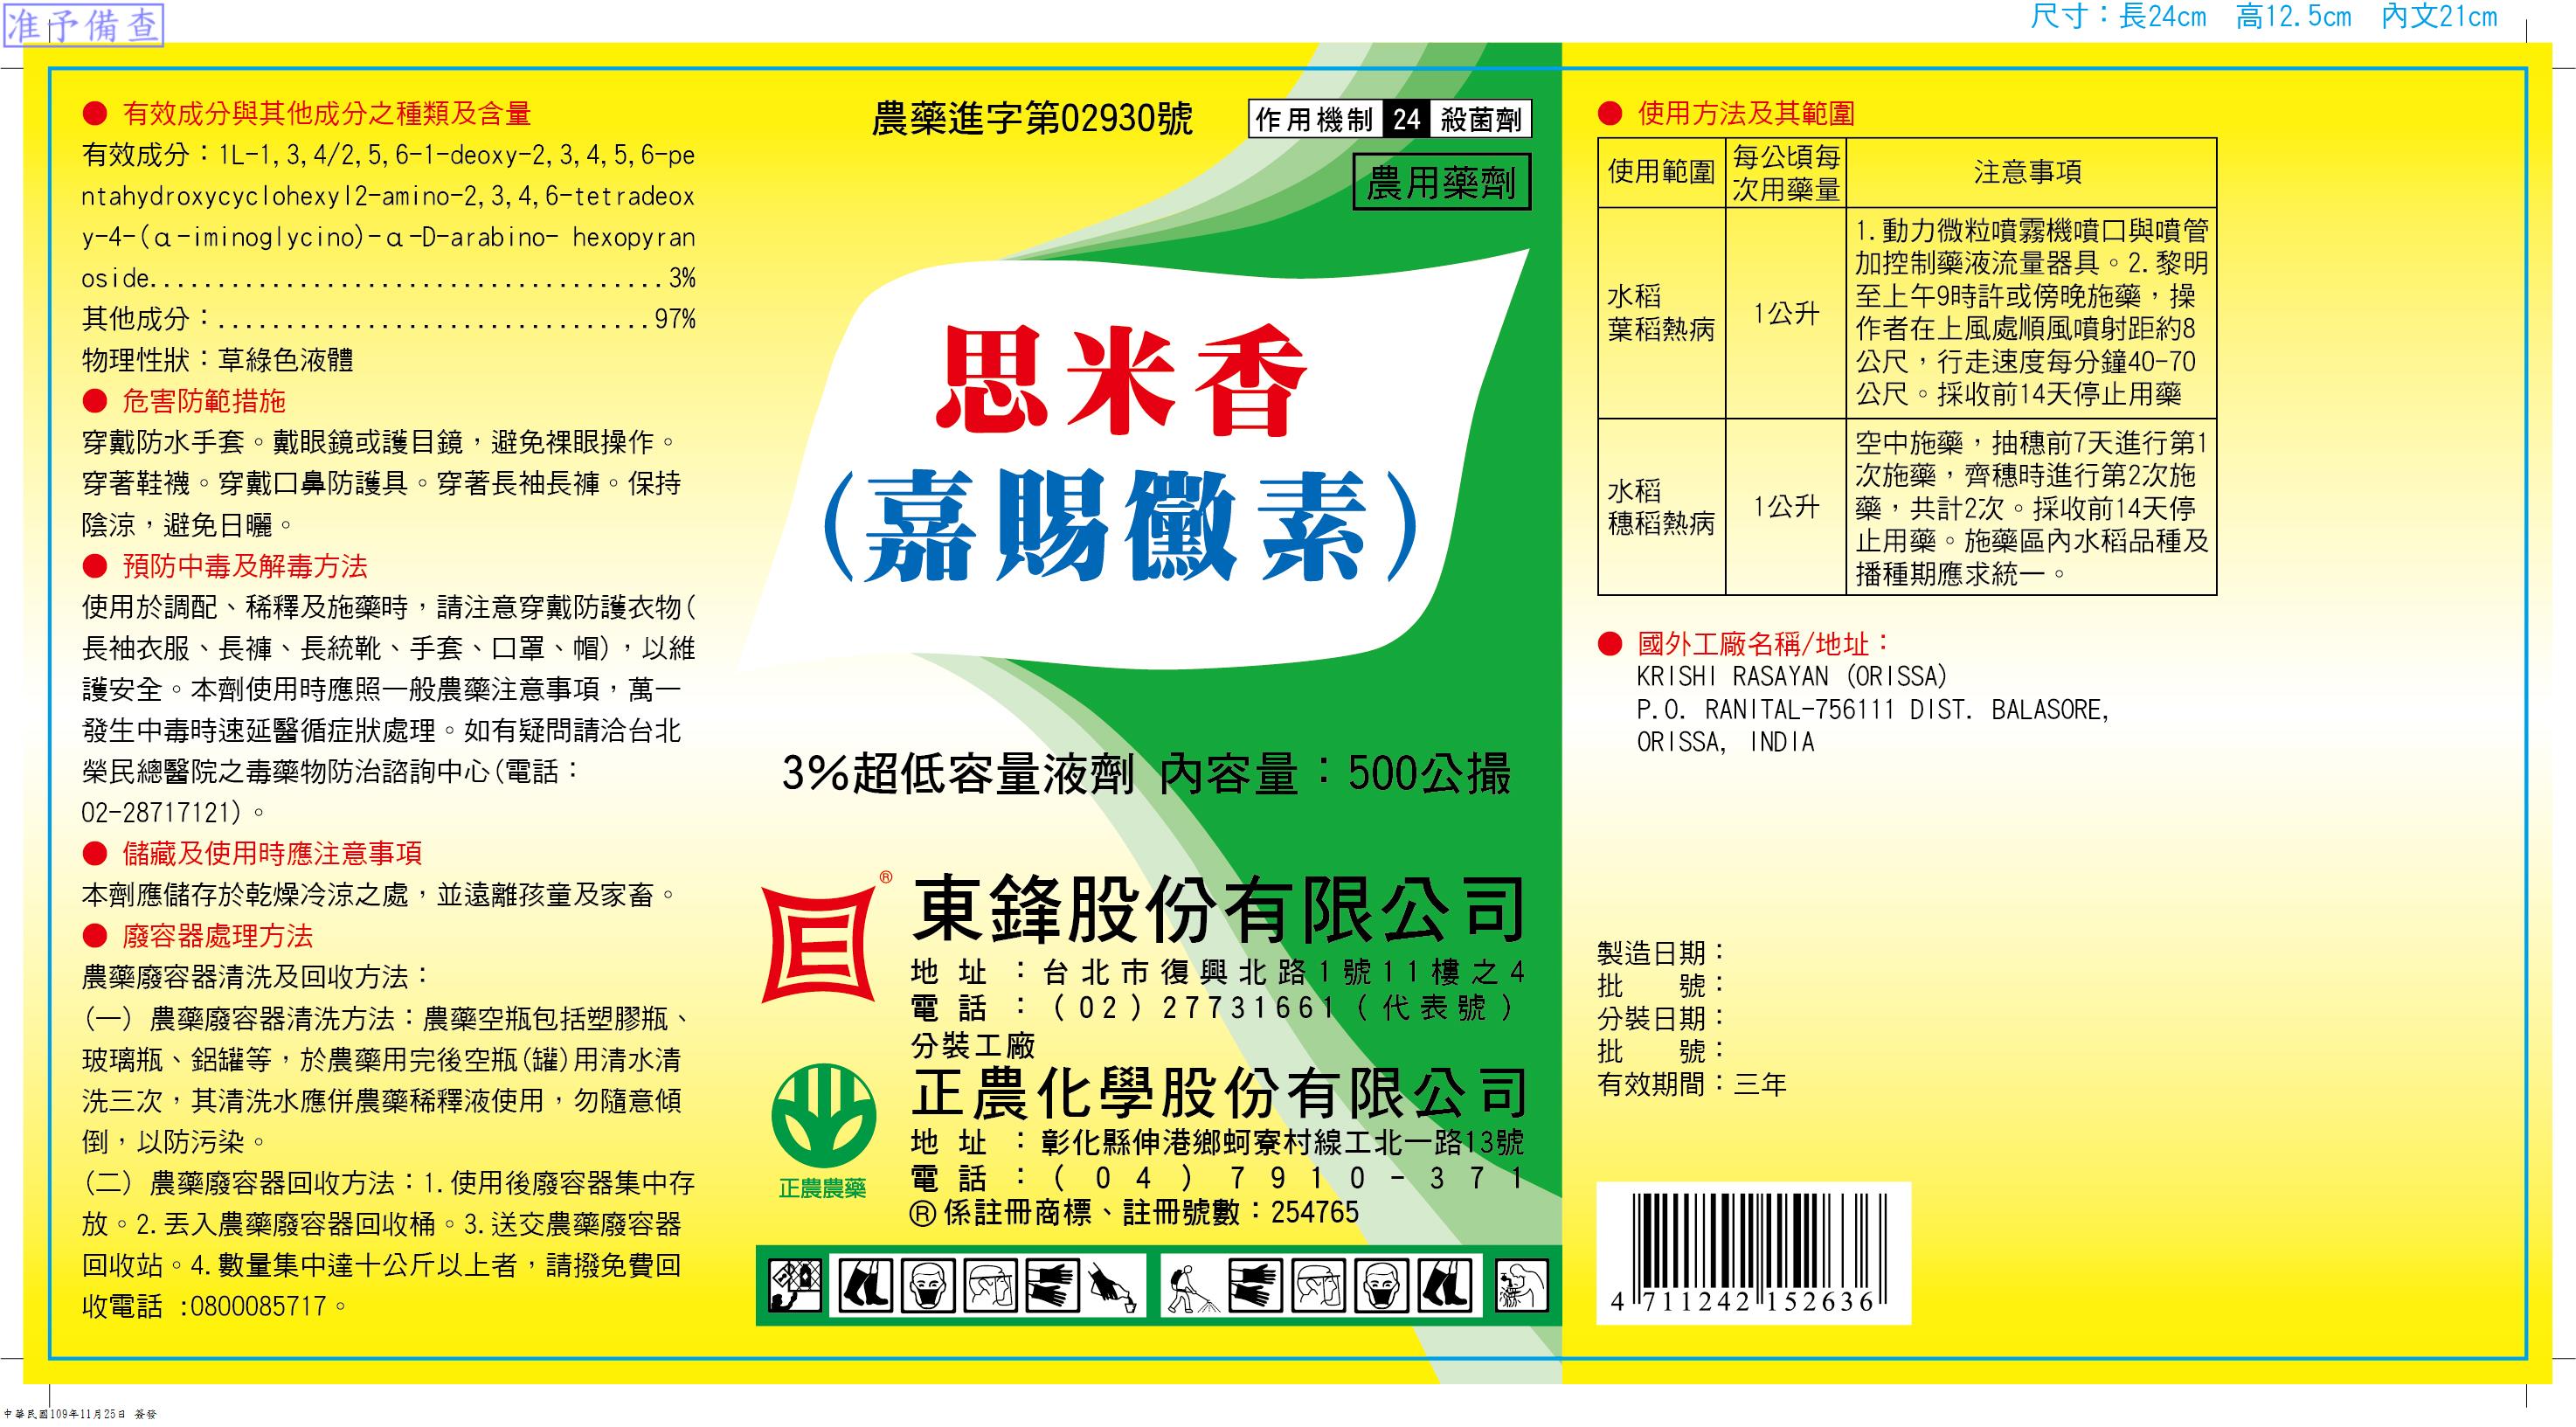 准予備查
尺寸：長24cm 高12.5cm 內文21cm
● 有效成分與其他成分之種類及含量
有效成分：1L-1,3,4/2,5,6-1-deoxy-2,3,4,5,6-pe
ntahydroxycyclohexyl2-amino-2,3,4,6-tetradeox
y-4-(α-iminoglycino)-α-D-arabino- hexopyran
oside......................................3%
其他成分：................................97%
物理性狀：草綠色液體
● 危害防範措施
穿戴防水手套。戴眼鏡或護目鏡，避免裸眼操作。
穿著鞋襪。穿戴口鼻防護具。穿著長袖長褲。保持
陰涼，避免日曬。
● 預防中毒及解毒方法
使用於調配、稀釋及施藥時，請注意穿戴防護衣物(
長袖衣服、長褲、長統靴、手套、口罩、帽)，以維
護安全。本劑使用時應照一般農藥注意事項，萬一
發生中毒時速延醫循症狀處理。如有疑問請洽台北
榮民總醫院之毒藥物防治諮詢中心(電話：
02-28717121)。
● 儲藏及使用時應注意事項
本劑應儲存於乾燥冷涼之處，並遠離孩童及家畜。
● 廢容器處理方法
農藥廢容器清洗及回收方法：
(一) 農藥廢容器清洗方法：農藥空瓶包括塑膠瓶、
玻璃瓶、鋁罐等，於農藥用完後空瓶(罐)用清水清
洗三次，其清洗水應併農藥稀釋液使用，勿隨意傾
倒，以防污染。
(二) 農藥廢容器回收方法：1.使用後廢容器集中存
放。2.丟入農藥廢容器回收桶。3.送交農藥廢容器
回收站。4.數量集中達十公斤以上者，請撥免費回
收電話 :0800085717。
農藥進字第02930號
作用機制 24 殺菌劑
農用藥劑
思米香
(嘉賜黴素)
3%超低容量液劑 內容量：500公撮
®
東鋒股份有限公司
地址：台北市復興北路1號11樓之4
電話：(02)27731661(代表號)
分裝工廠
正農化學股份有限公司
地址：彰化縣伸港鄉蚵寮村線工北一路13號
電話：(04)7910-371
正農農藥
®係註冊商標、註冊號數：254765
● 使用方法及其範圍
使用範圍
每公頃每
次用藥量
注意事項
水稻
葉稻熱病
1公升
1.動力微粒噴霧機噴口與噴管
加控制藥液流量器具。2.黎明
至上午9時許或傍晚施藥，操
作者在上風處順風噴射距約8
公尺，行走速度每分鐘40-70
公尺。採收前14天停止用藥
水稻
穗稻熱病
1公升
空中施藥，抽穗前7天進行第1
次施藥，齊穗時進行第2次施
藥，共計2次。採收前14天停
止用藥。施藥區內水稻品種及
播種期應求統一。
● 國外工廠名稱/地址：
KRISHI RASAYAN (ORISSA)
P.O. RANITAL-756111 DIST. BALASORE,
ORISSA, INDIA
製造日期：
批 號：
分裝日期：
批 號：
有效期間：三年
4 711242 152636
中華民國109年11月25日 簽發